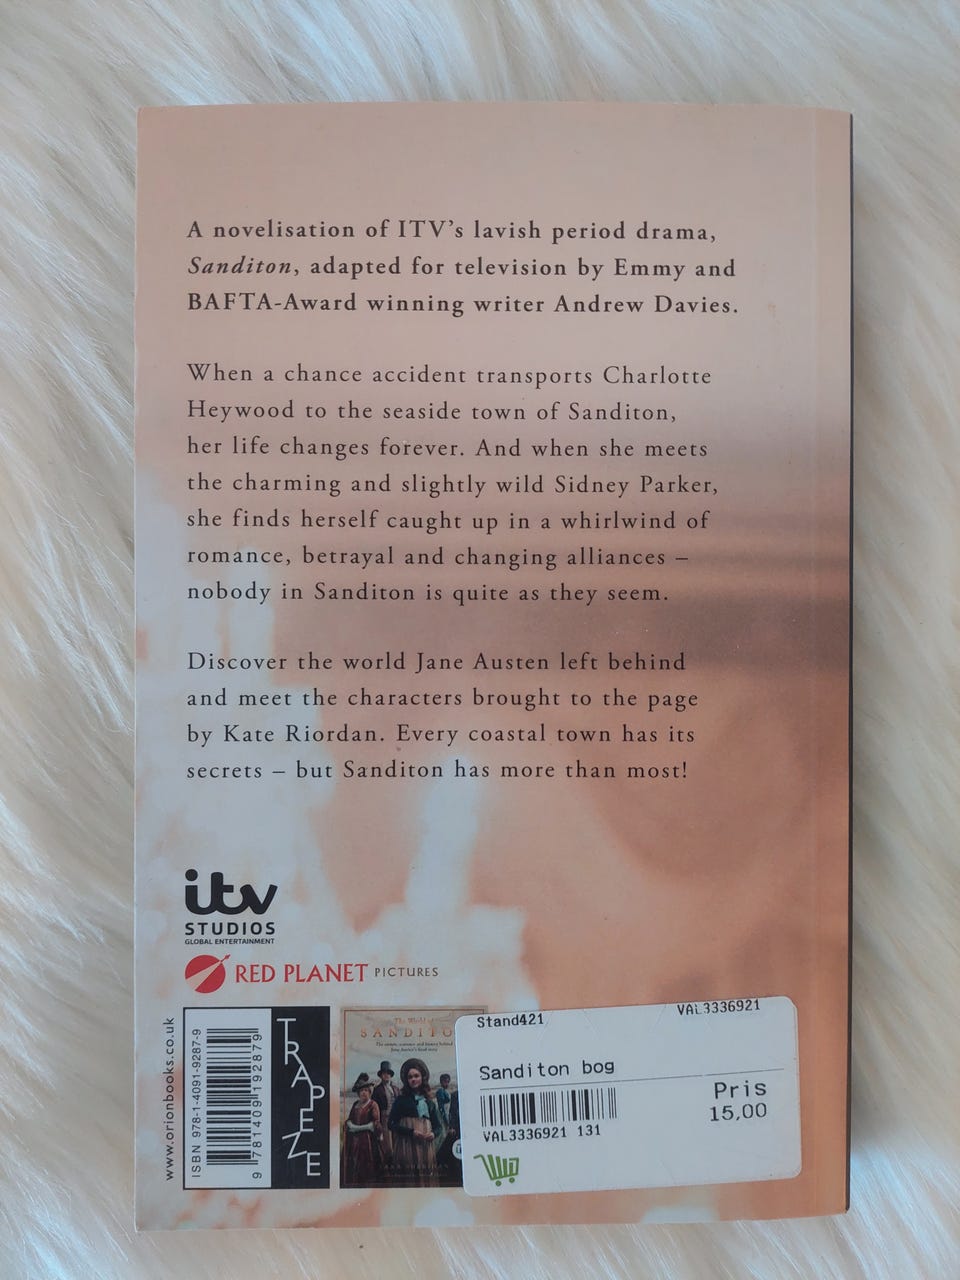 A novelisation of ITV's lavish period drama,
Sanditon, adapted for television by Emmy and
BAFTA-Award winning writer Andrew Davies.
When a chance accident transports Charlotte
Heywood to the seaside town of Sanditon,
her life changes forever. And when she meets
the charming and slightly wild Sidney Parker,
she finds herself caught up in a whirlwind of
romance, betrayal and changing alliances –
nobody in Sanditon is quite as they seem.
Discover the world Jane Austen left behind
and meet the characters brought to the page
by Kate Riordan. Every coastal town has its
secrets – but Sanditon has more than most!
itv
STUDIOS
GLOBAL ENTERTAINMENT
RED PLANET PICTURES
www.orionbooks.co.uk
ISBN 978-1-4091-9287-9
9 781409 192879
TRAPEZE
The World of
SANDITO
Stand421
VAL3336921
Sanditon bog
Pris
15,00
VAL3336921 131